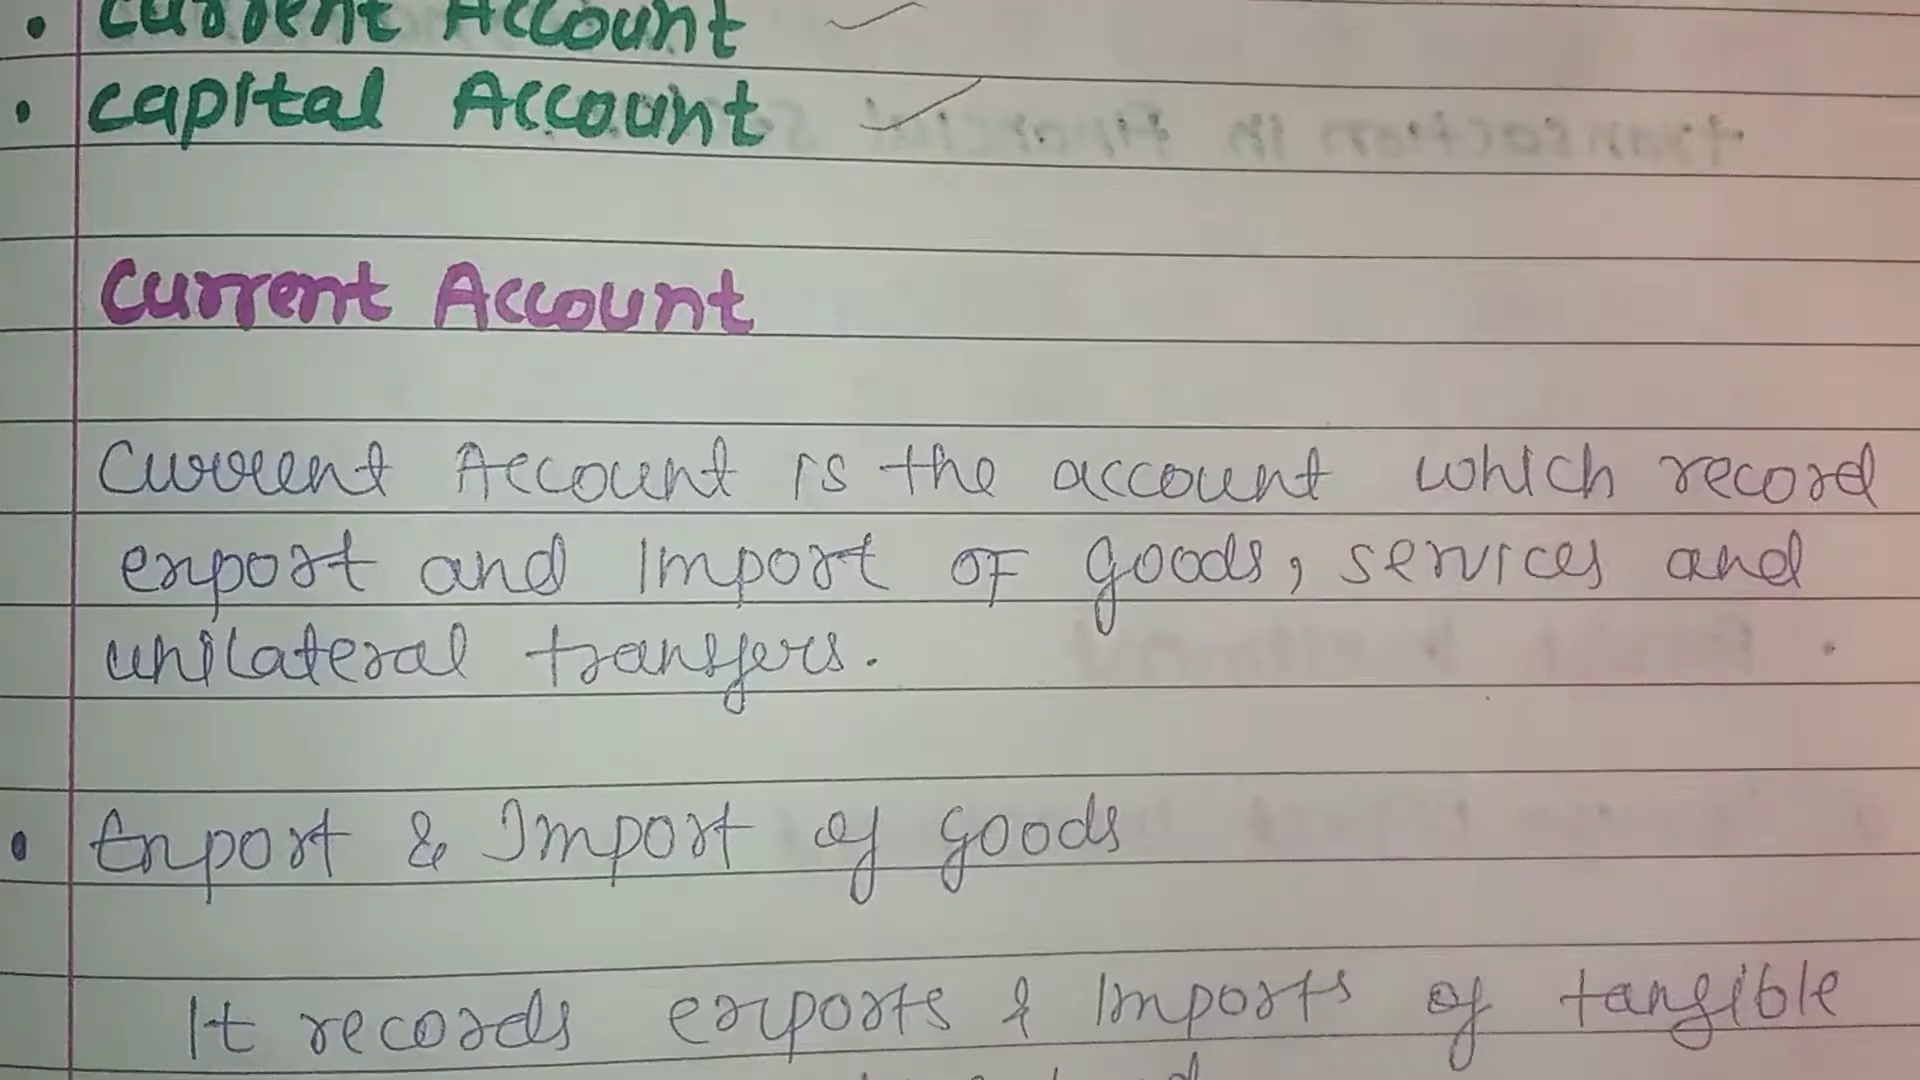 • Current Account
• Capital Account
Current Account
Current Account is the account which record
export and import of goods, services and
unilateral transfers.
• Export & Import of goods
It records exports & imports of tangible